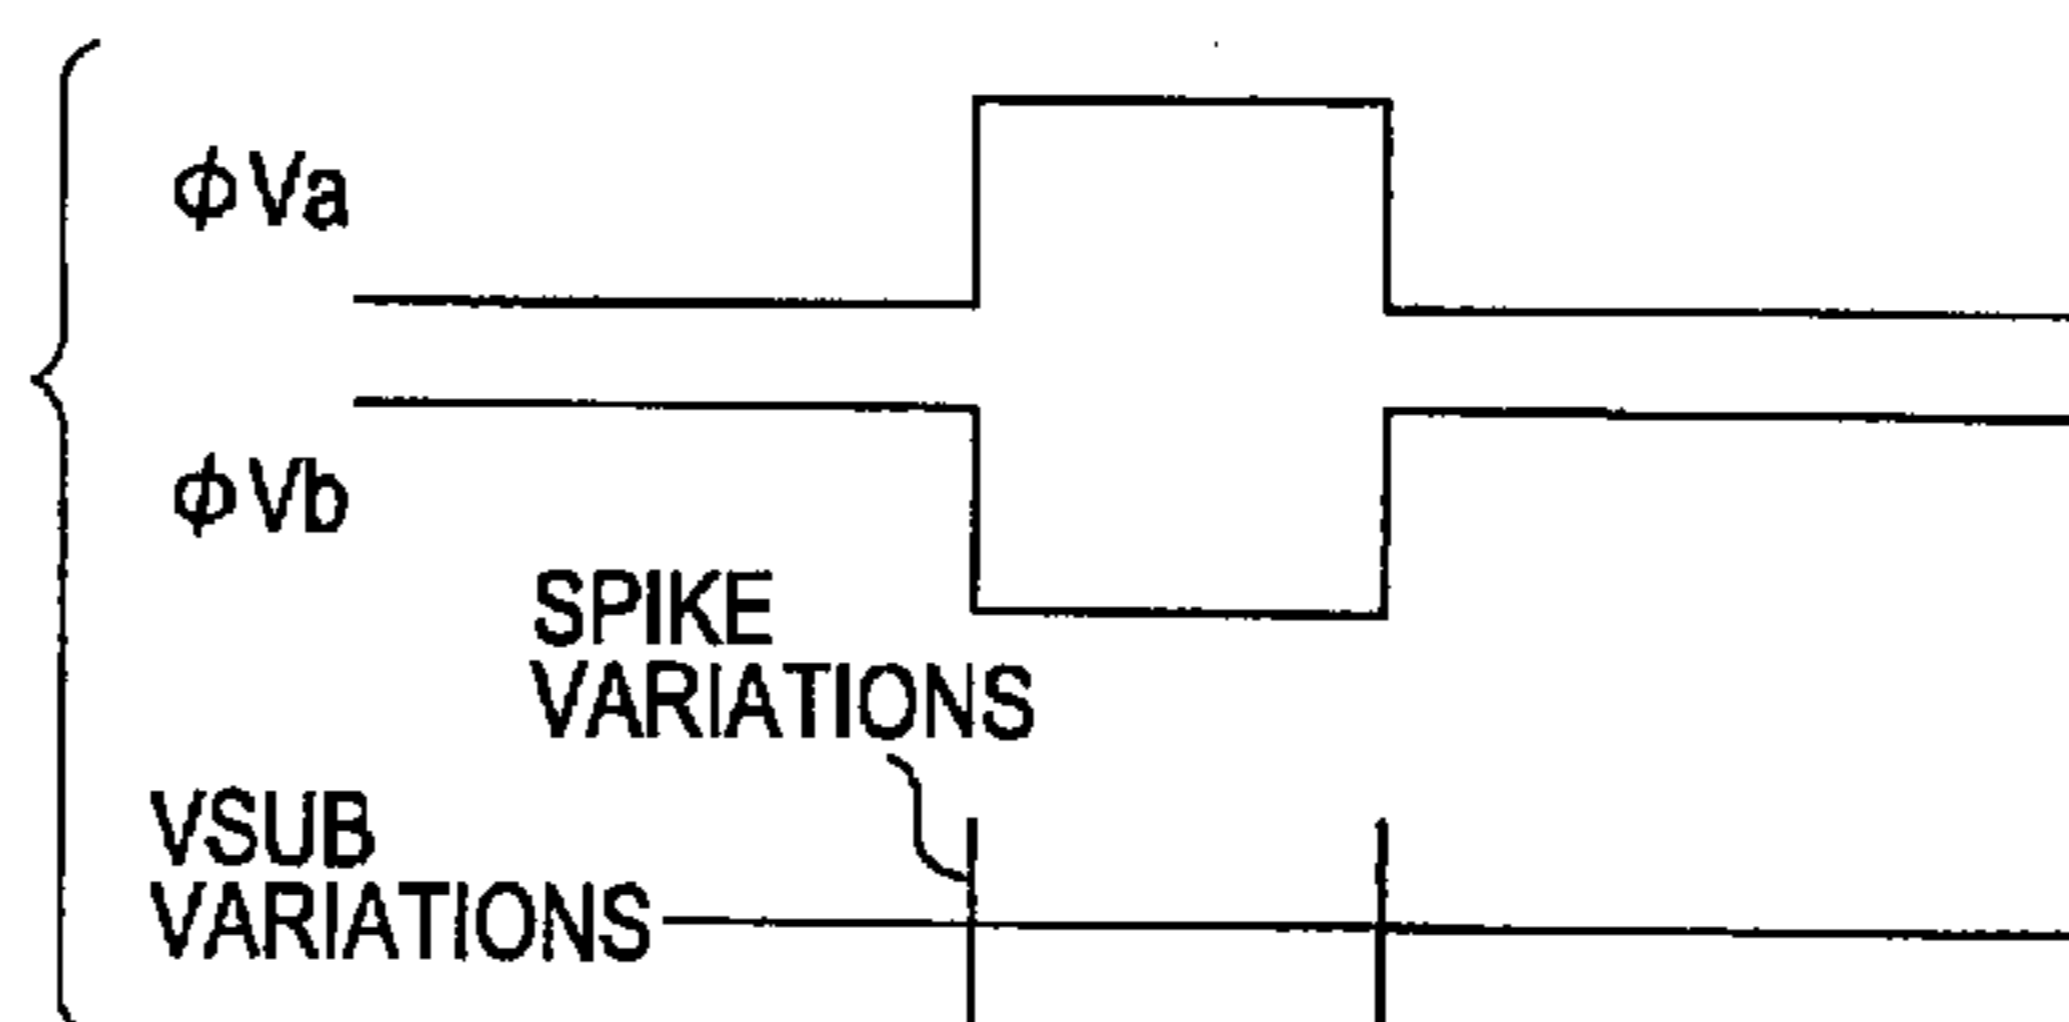 ϕVa
ϕVb
SPIKE
VARIATIONS
VSUB
VARIATIONS